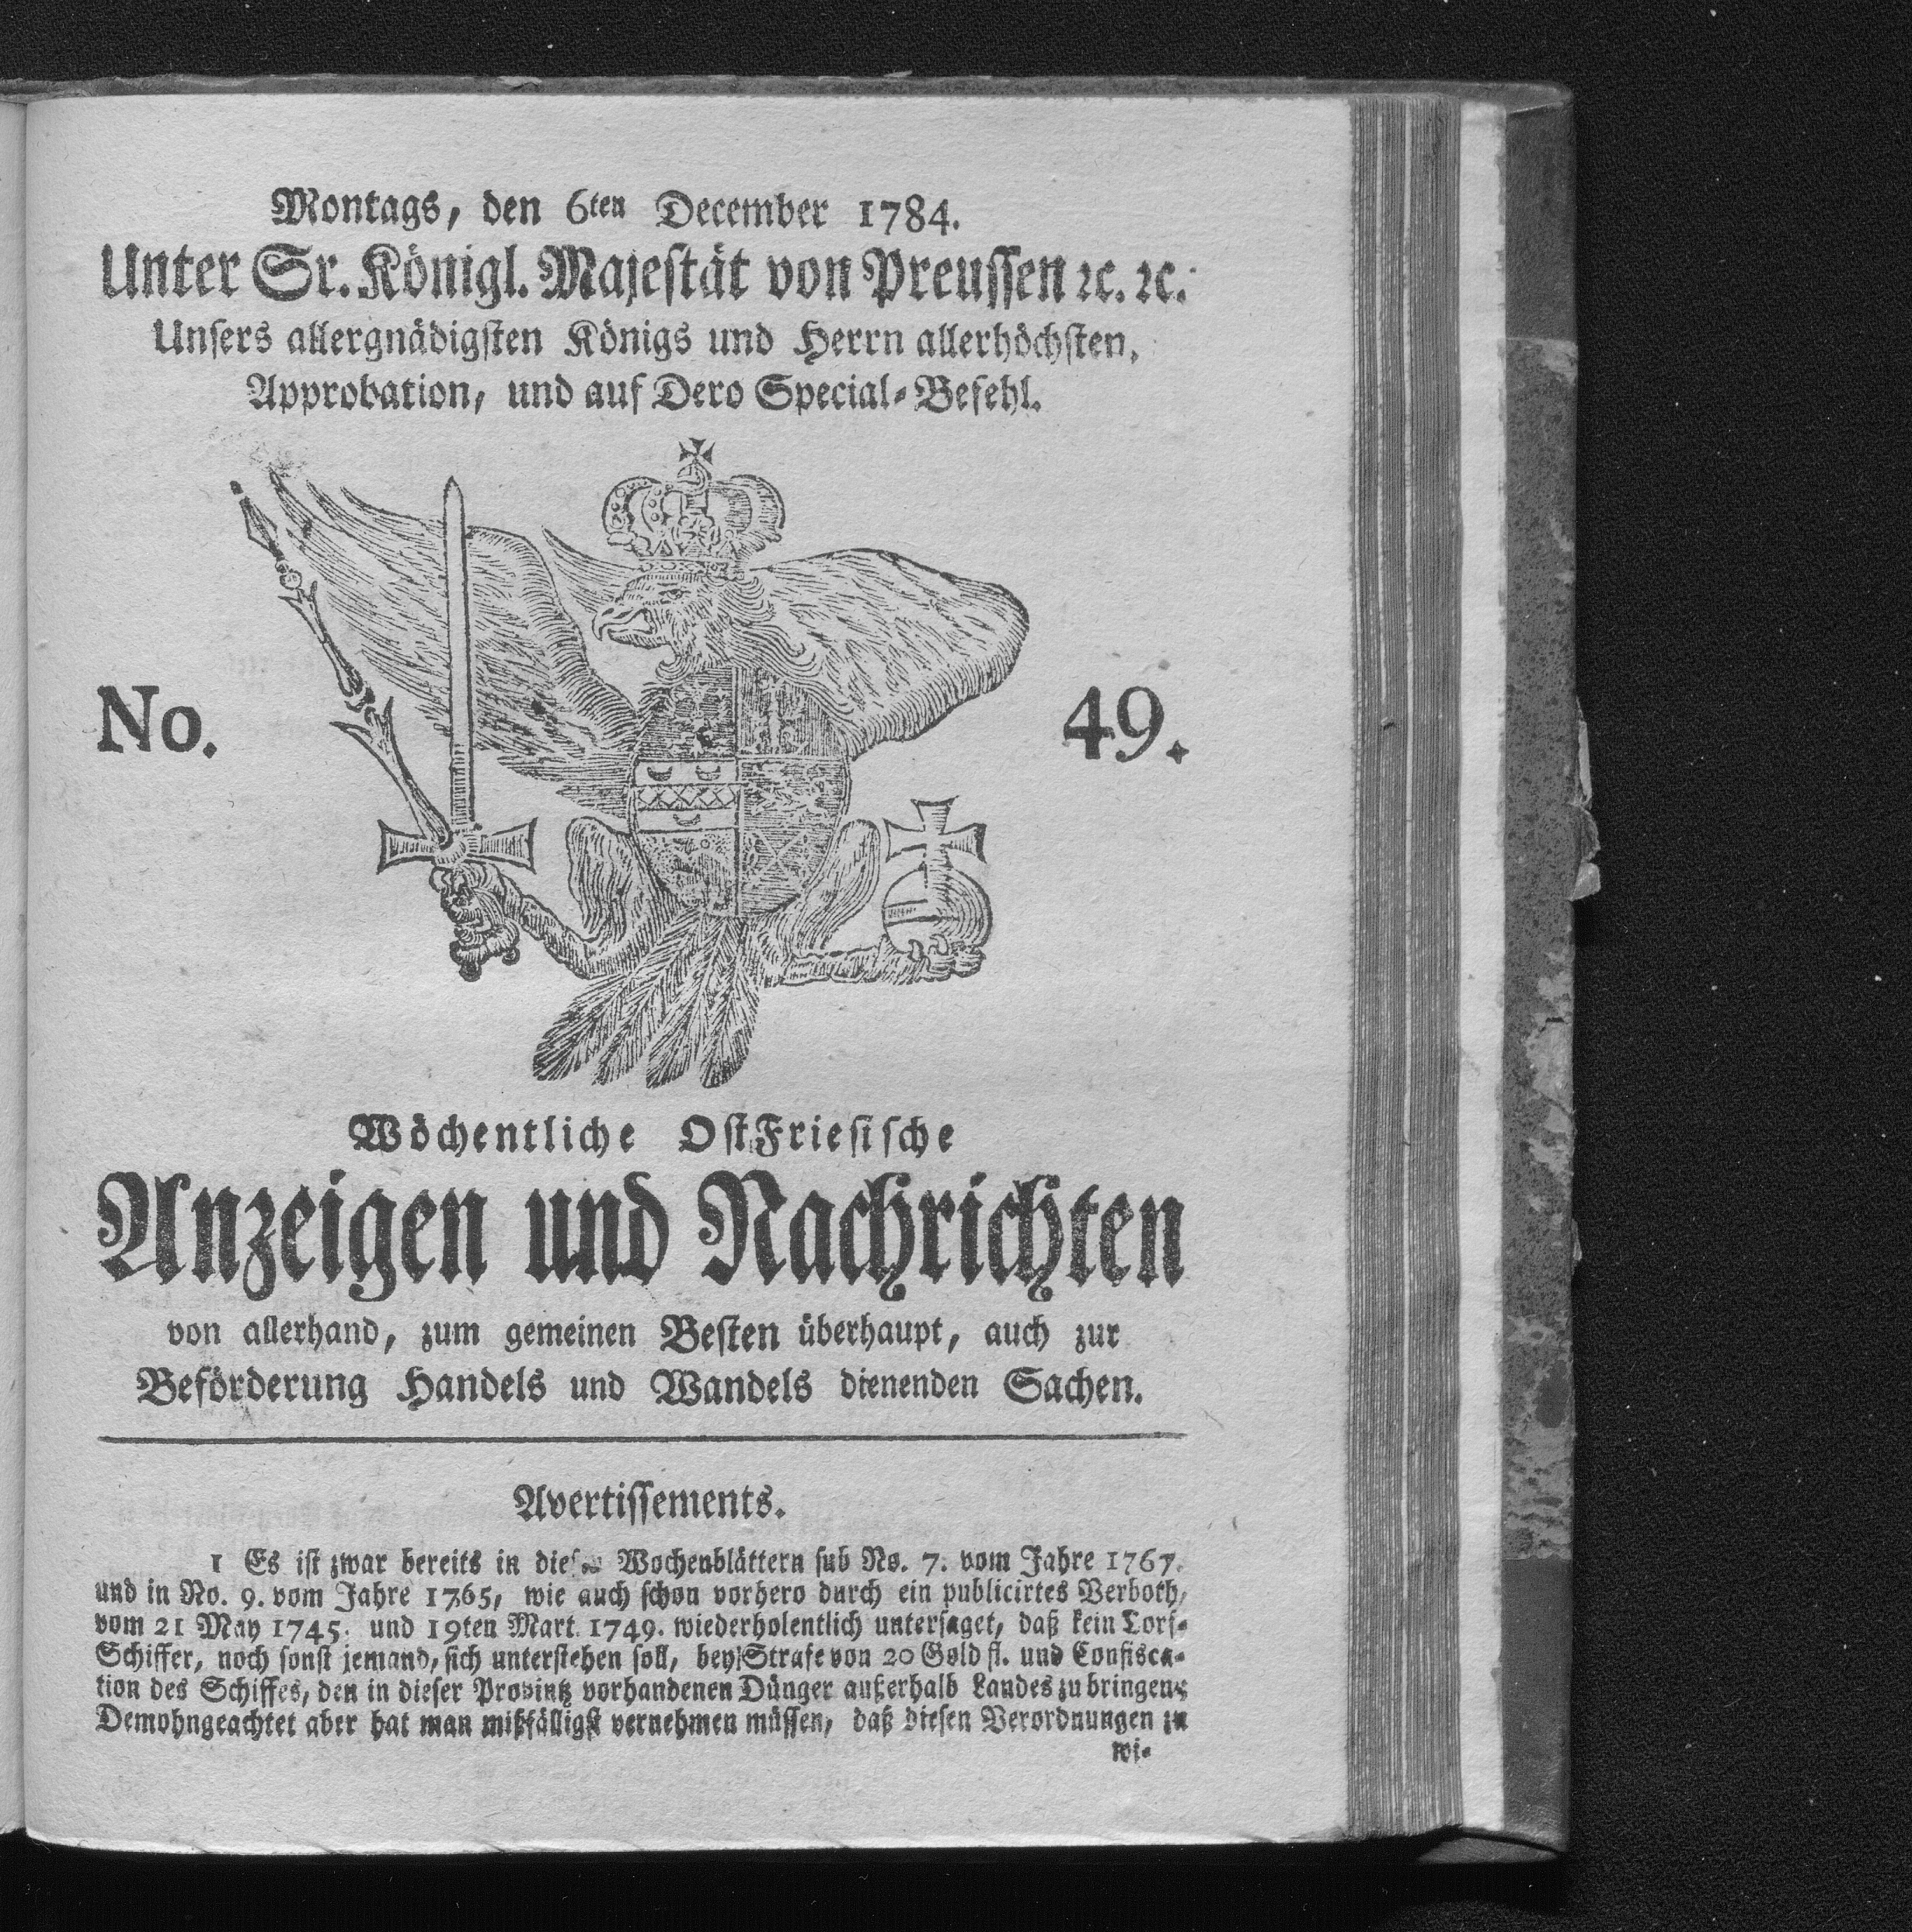 Montags, den 6ten December 1784.
Unter Sr. Königl. Majestät von Preussen ꝛc. ꝛc.
Unsers allergnädigsten Königs und Herrn allerhöchsten,
Approbation, und auf Dero Special-Befehl.
No. 49.
Wöchentliche OstFriesische
Anzeigen und Nachrichten
von allerhand, zum gemeinen Besten überhaupt, auch zur
Beförderung Handels und Wandels dienenden Sachen.
Avertissements.
1 Es ist zwar bereits in diesen Wochenblättern sub No. 7. vom Jahre 1767.
und in No. 9. vom Jahre 1765, wie auch schon vorhero durch ein publicirtes Verboth,
vom 21 May 1745. und 19ten Mart. 1749. wiederholentlich untersaget, daß kein Torf-
Schiffer, noch sonst jemand, sich unterstehen soll, bey Strafe von 20 Gold fl. und Confisca-
tion des Schiffes, den in dieser Provintz vorhandenen Dünger außerhalb Landes zu bringen;
Demohngeachtet aber hat man mißfälligst vernehmen müssen, daß diesen Verordnungen zu
wi-